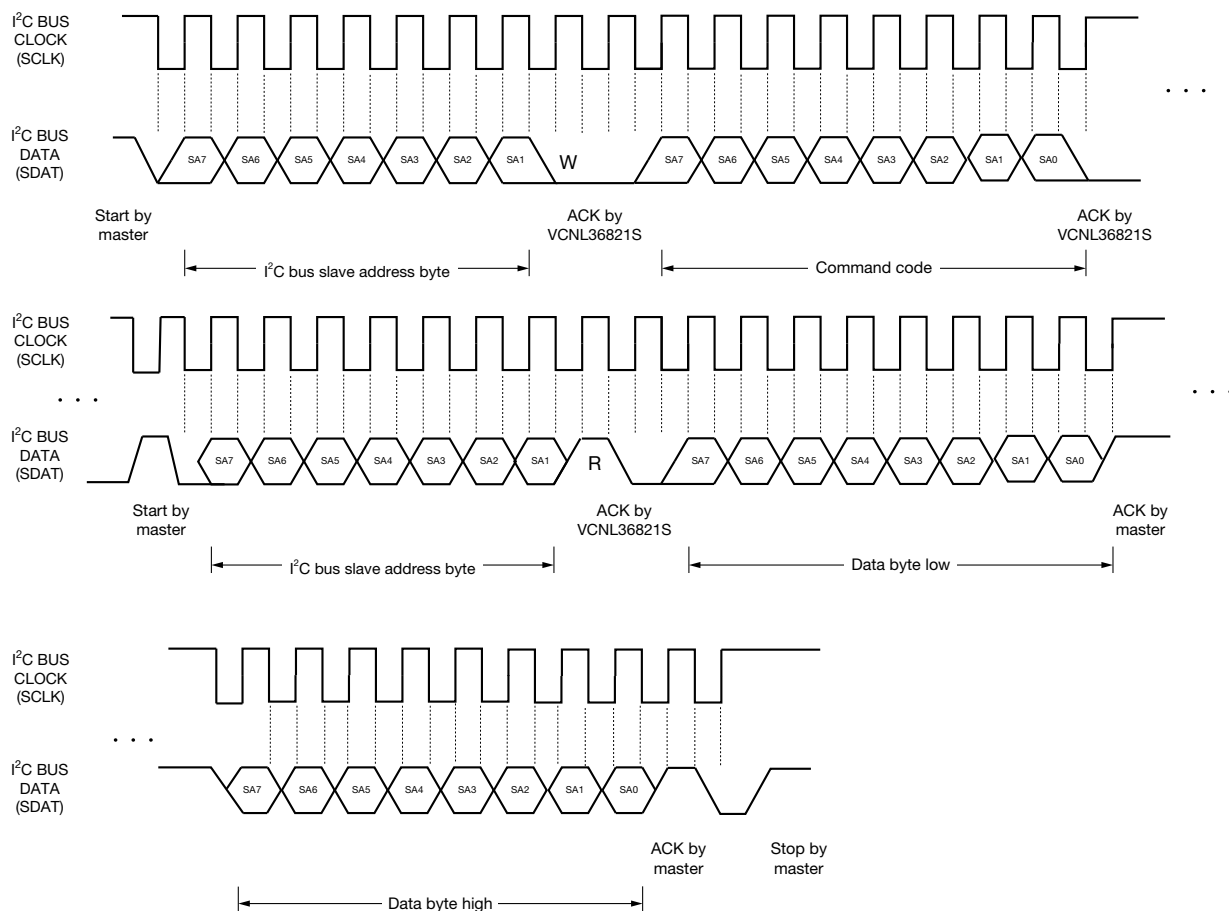 I²C BUS
CLOCK
(SCLK)
. . .
I²C BUS
DATA
(SDAT)
SA7 SA6 SA5 SA4 SA3 SA2 SA1 W SA7 SA6 SA5 SA4 SA3 SA2 SA1 SA0
Start by
master
ACK by
VCNL36821S
ACK by
VCNL36821S
I²C bus slave address byte
Command code
I²C BUS
CLOCK
(SCLK)
. . .
. . .
I²C BUS
DATA
(SDAT)
SA7 SA6 SA5 SA4 SA3 SA2 SA1 R SA7 SA6 SA5 SA4 SA3 SA2 SA1 SA0
Start by
master
ACK by
VCNL36821S
ACK by
master
I²C bus slave address byte
Data byte low
I²C BUS
CLOCK
(SCLK)
. . .
I²C BUS
DATA
(SDAT)
SA7 SA6 SA5 SA4 SA3 SA2 SA1 SA0
ACK by
master
Stop by
master
Data byte high